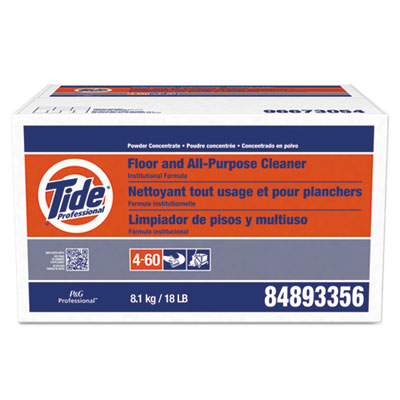 96673054
Powder Concentrate • Poudre concentrée • Concentrado en polvo
Tide
Professional
Floor and All-Purpose Cleaner
Institutional Formula
Nettoyant tout usage et pour planchers
Formule institutionnelle
Limpiador de pisos y multiuso
Fórmula institucional
4-60
P&G
Professional™
8.1 kg / 18 LB
84893356